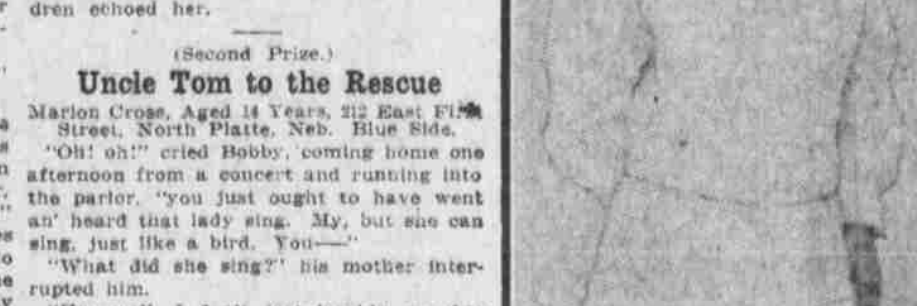 dren echoed her.
(Second Prize.)
Uncle Tom to the Rescue
Marion Cross, Aged 14 Years, 212 East
Street, North Platte, Neb. Blue Side.
"Oh! oh!" cried Bobby, coming home one
afternoon from a concert and running into
the parlor, "you just ought to have went
an' heard that lady sing. My, but she can
sing, just like a bird. You—"
"What did she sing?" his mother inter-
rupted him.